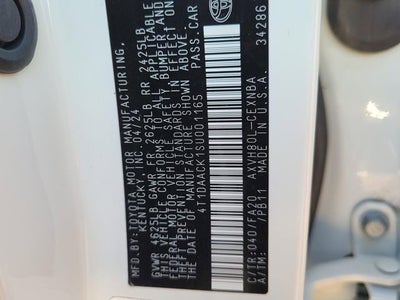 MFD.BY:TOYOTA MOTOR MANUFACTURING,
KENTUCKY, INC. 04/24
GVWR 4625LB GAWR FR 2625LB RR 2425LB
THIS VEHICLE CONFORMS TO ALL APPLICABLE
FEDERAL MOTOR VEHICLE SAFETY, BUMPER, AND
THEFT PREVENTION STANDARDS IN EFFECT ON
THE DATE OF MANUFACTURE SHOWN ABOVE.
4T1DAACK1SU001165 PASS.CAR
C/TR:040/FA20 AXVH80L-CEXNBA
A/TM: /PB11 MADE IN U.S.A. 34286